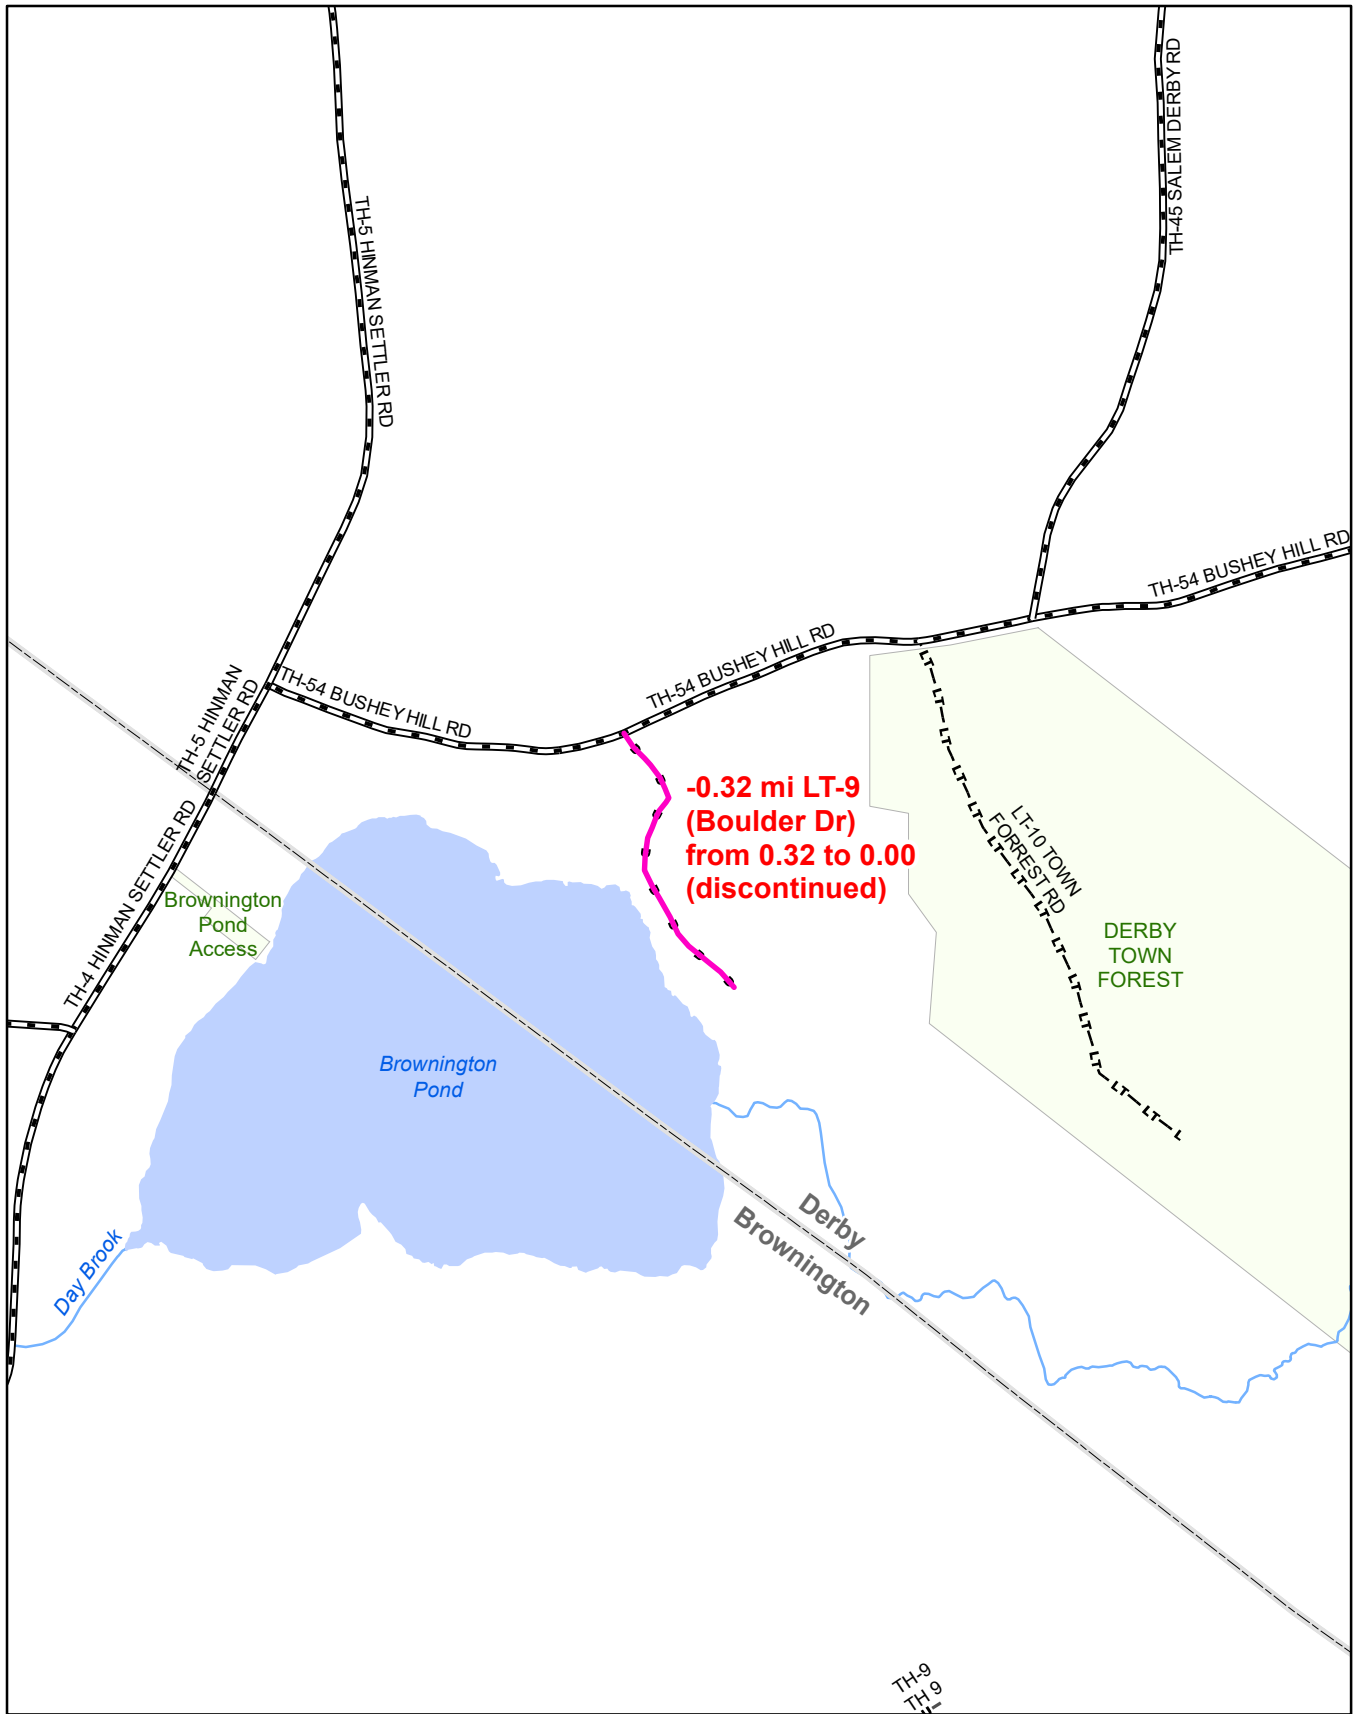 TH-45 SALEM DERBY RD
TH-5 HINMAN SETTLER RD
TH-54 BUSHEY HILL RD
TH-54 BUSHEY HILL RD
TH-54 BUSHEY HILL RD
TH-5 HINMAN
SETTLER RD
-0.32 mi LT-9
(Boulder Dr)
from 0.32 to 0.00
(discontinued)
LT-10 TOWN
FORREST RD
TH-4 HINMAN SETTLER RD
Brownington
Pond
Access
DERBY
TOWN
FOREST
Brownington
Pond
Derby
Brownington
Day Brook
TH-9
TH 9